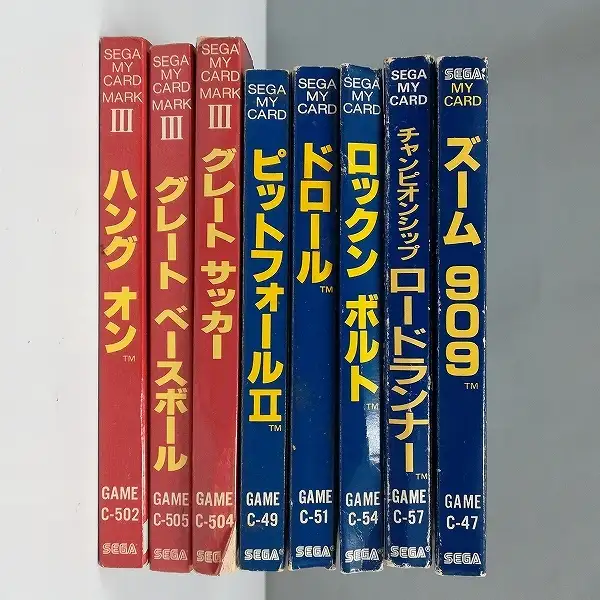 SEGA
MY
CARD
MARK
III
ハング オン
TM
GAME
C-502
SEGA
SEGA
MY
CARD
MARK
III
グレート ベースボール
GAME
C-505
SEGA
SEGA
MY
CARD
MARK
III
グレート サッカー
GAME
C-504
SEGA
SEGA
MY
CARD
ピットフォールII
TM
GAME
C-49
SEGA®
SEGA
MY
CARD
ドロール
TM
GAME
C-51
SEGA®
SEGA
MY
CARD
ロックン ボルト
TM
GAME
C-54
SEGA®
SEGA
MY
CARD
チャンピオンシップ
ロードランナー
TM
GAME
C-57
SEGA®
SEGA
MY
CARD
ズーム 909
TM
GAME
C-47
SEGA®